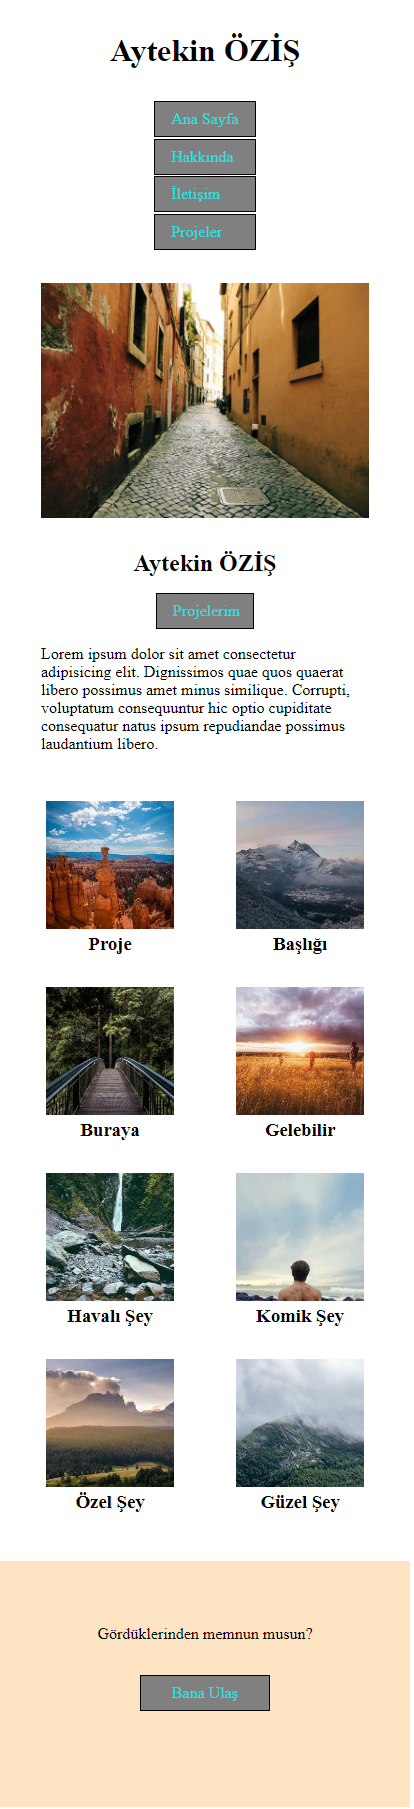 Aytekin ÖZİŞ
Ana Sayfa
Hakkında
İletişim
Projeler
Aytekin ÖZİŞ
Projelerim
Lorem ipsum dolor sit amet consectetur
adipisicing elit. Dignissimos quae quos quaerat
libero possimus amet minus similique. Corrupti,
voluptatum consequuntur hic optio cupiditate
consequatur natus ipsum repudiandae possimus
laudantium libero.
Proje
Başlığı
Buraya
Gelebilir
Havalı Şey
Komik Şey
Özel Şey
Güzel Şey
Gördüklerinden memnun musun?
Bana Ulaş